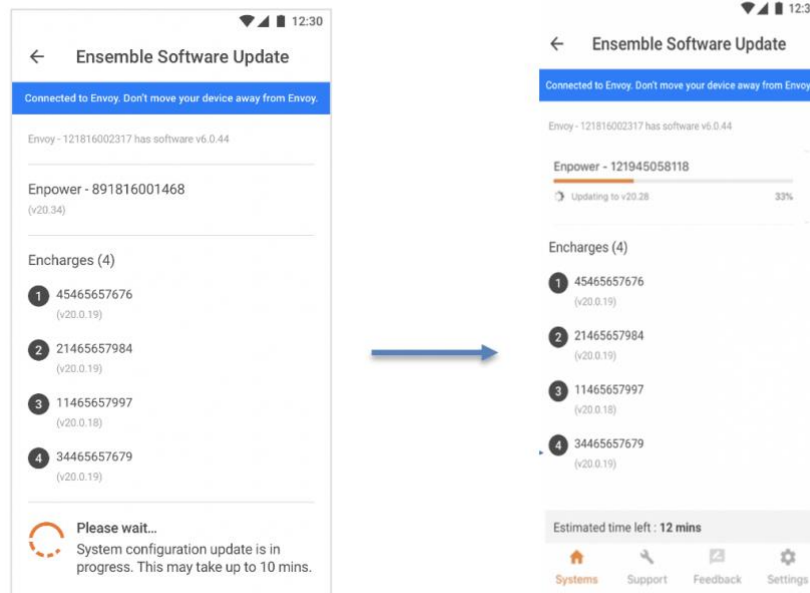 12:30
Ensemble Software Update
Connected to Envoy. Don't move your device away from Envoy.
Envoy - 121816002317 has software v6.0.44
Enpower - 891816001468
(v20.34)
Encharges (4)
1 45465657676
(v20.0.19)
2 21465657984
(v20.0.19)
3 11465657997
(v20.0.18)
4 34465657679
(v20.0.19)
Please wait...
System configuration update is in
progress. This may take up to 10 mins.
12:3
Ensemble Software Update
Connected to Envoy. Don't move your device away from Envoy
Envoy - 121816002317 has software v6.0.44
Enpower - 121945058118
Updating to v20.28 33%
Encharges (4)
1 45465657676
(v20.0.19)
2 21465657984
(v20.0.19)
3 11465657997
(v20.0.18)
4 34465657679
(v20.0.19)
Estimated time left : 12 mins
Systems Support Feedback Settings